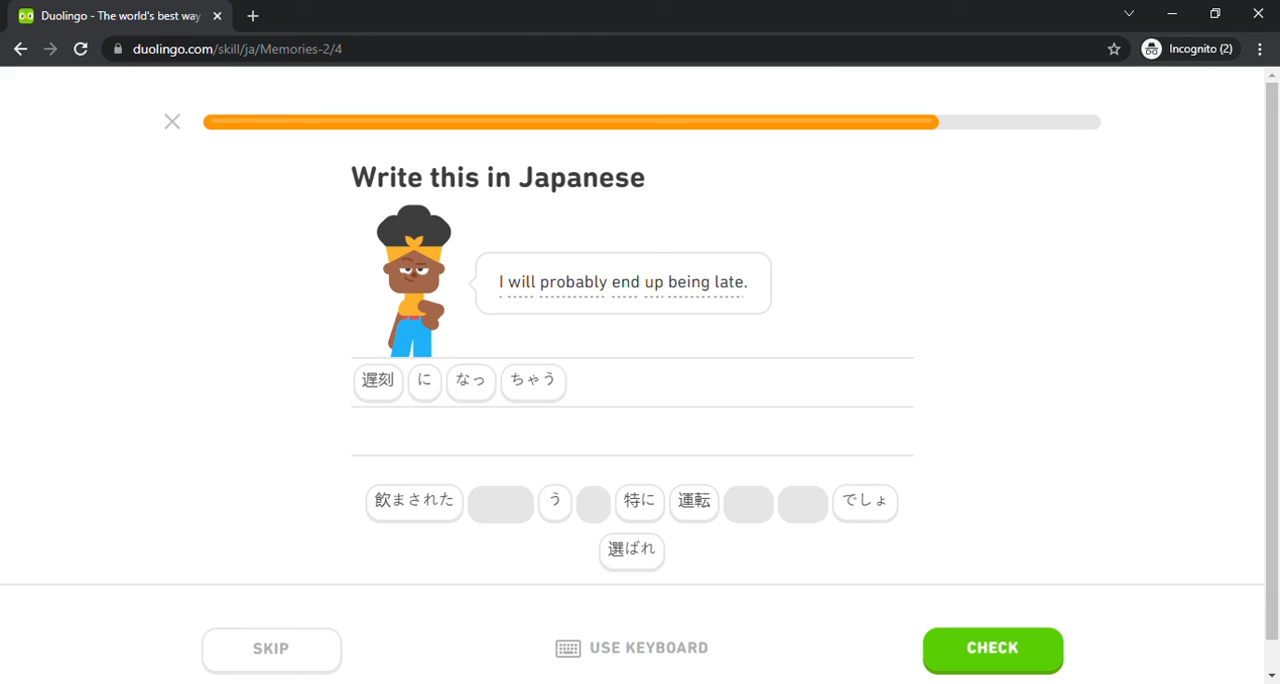 Duolingo - The world's best way
duolingo.com/skill/ja/Memories-2/4
Incognito (2)
Write this in Japanese
I will probably end up being late.
遅刻 に なっ ちゃう
飲まされた う 特に 運転 でしょ
選ばれ
SKIP USE KEYBOARD CHECK